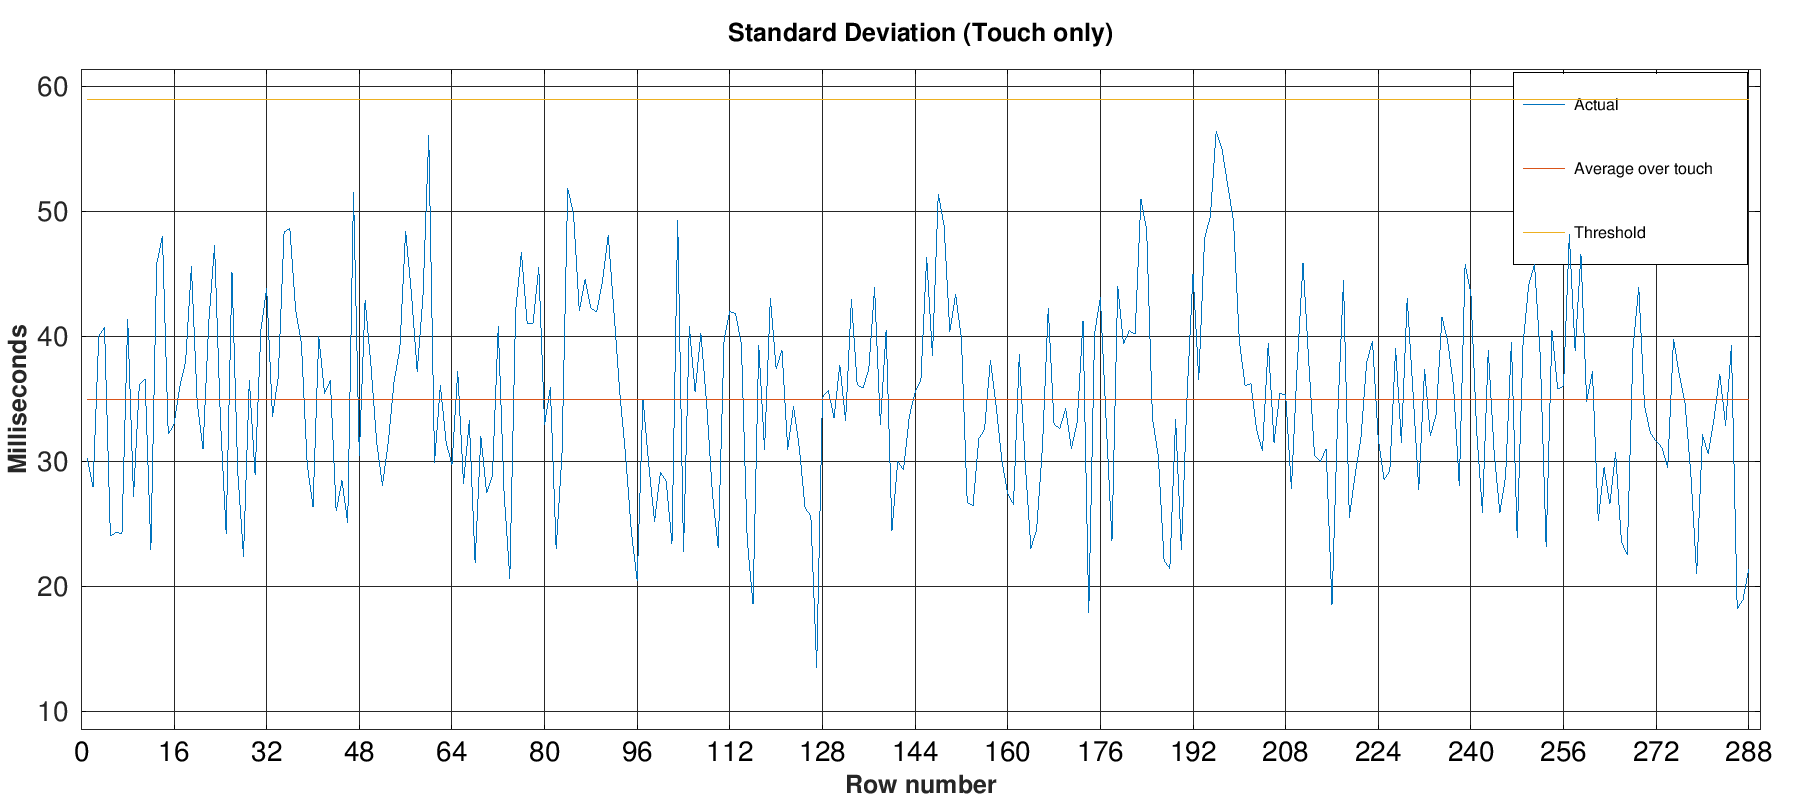 Standard Deviation (Touch only)
Milliseconds
60
50
40
30
20
10
Actual
Average over touch
Threshold
0 16 32 48 64 80 96 112 128 144 160 176 192 208 224 240 256 272 288
Row number